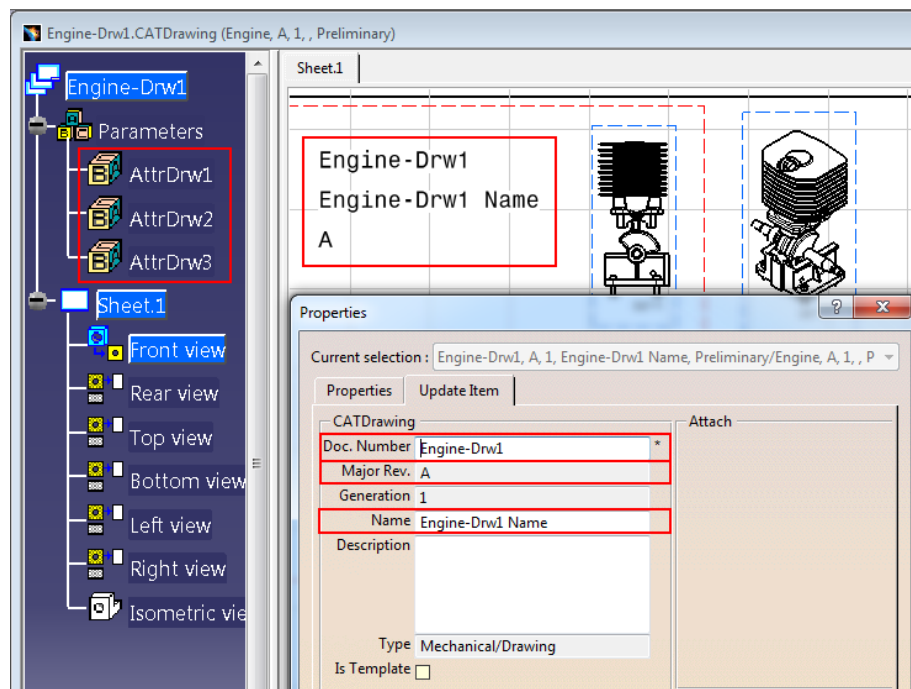 Engine-Drw1.CATDrawing (Engine, A, 1, , Preliminary)
Engine-Drw1
Parameters
AttrDrw1
AttrDrw2
AttrDrw3
Sheet.1
Front view
Rear view
Top view
Bottom view
Left view
Right view
Isometric vie
Sheet.1
Engine-Drw1
Engine-Drw1 Name
A
Properties
?
Current selection : Engine-Drw1, A, 1, Engine-Drw1 Name, Preliminary/Engine, A, 1, , P
Properties Update Item
CATDrawing
Doc. Number Engine-Drw1 *
Major Rev. A
Generation 1
Name Engine-Drw1 Name
Description
Type Mechanical/Drawing
Is Template
Attach